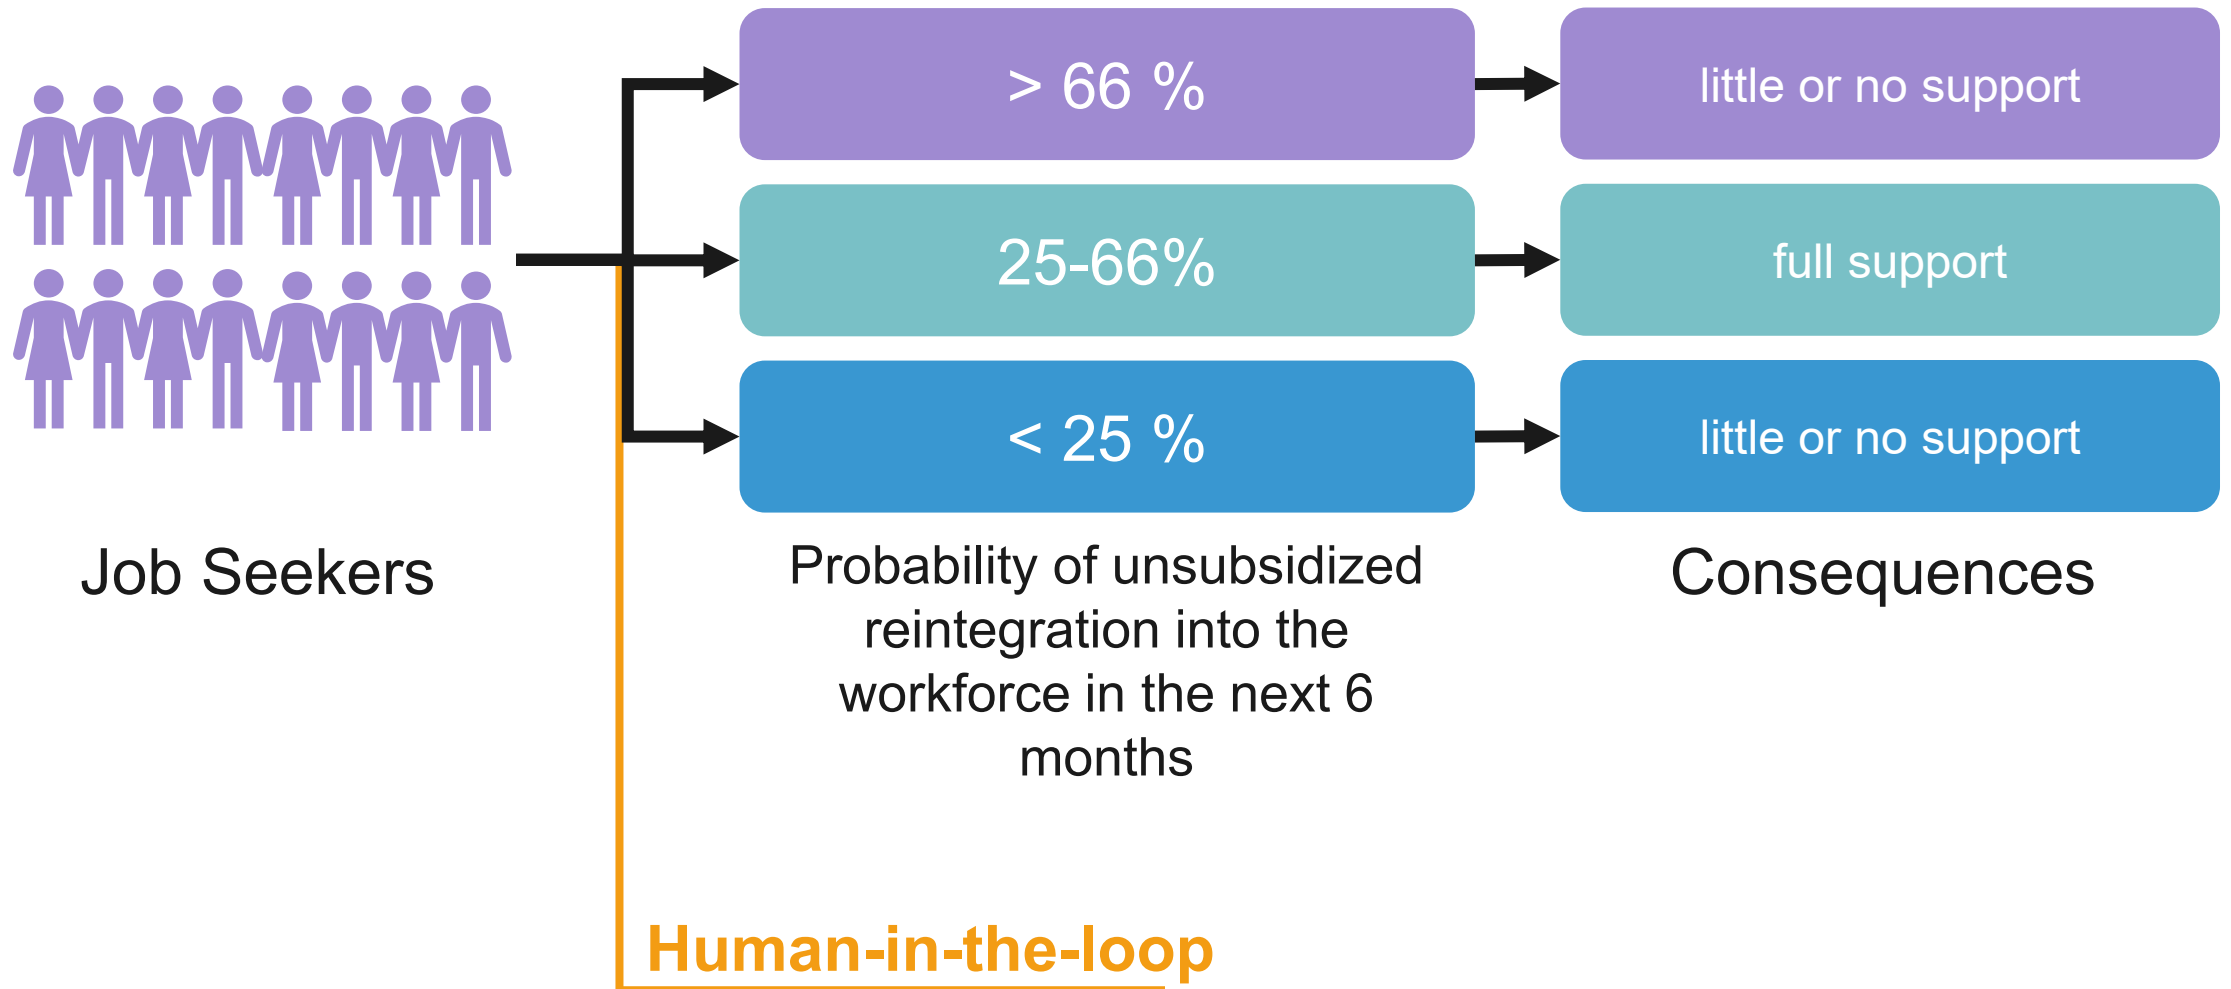 > 66 %
little or no support
25-66%
full support
< 25 %
little or no support
Job Seekers
Probability of unsubsidized
reintegration into the
workforce in the next 6
months
Consequences
Human-in-the-loop